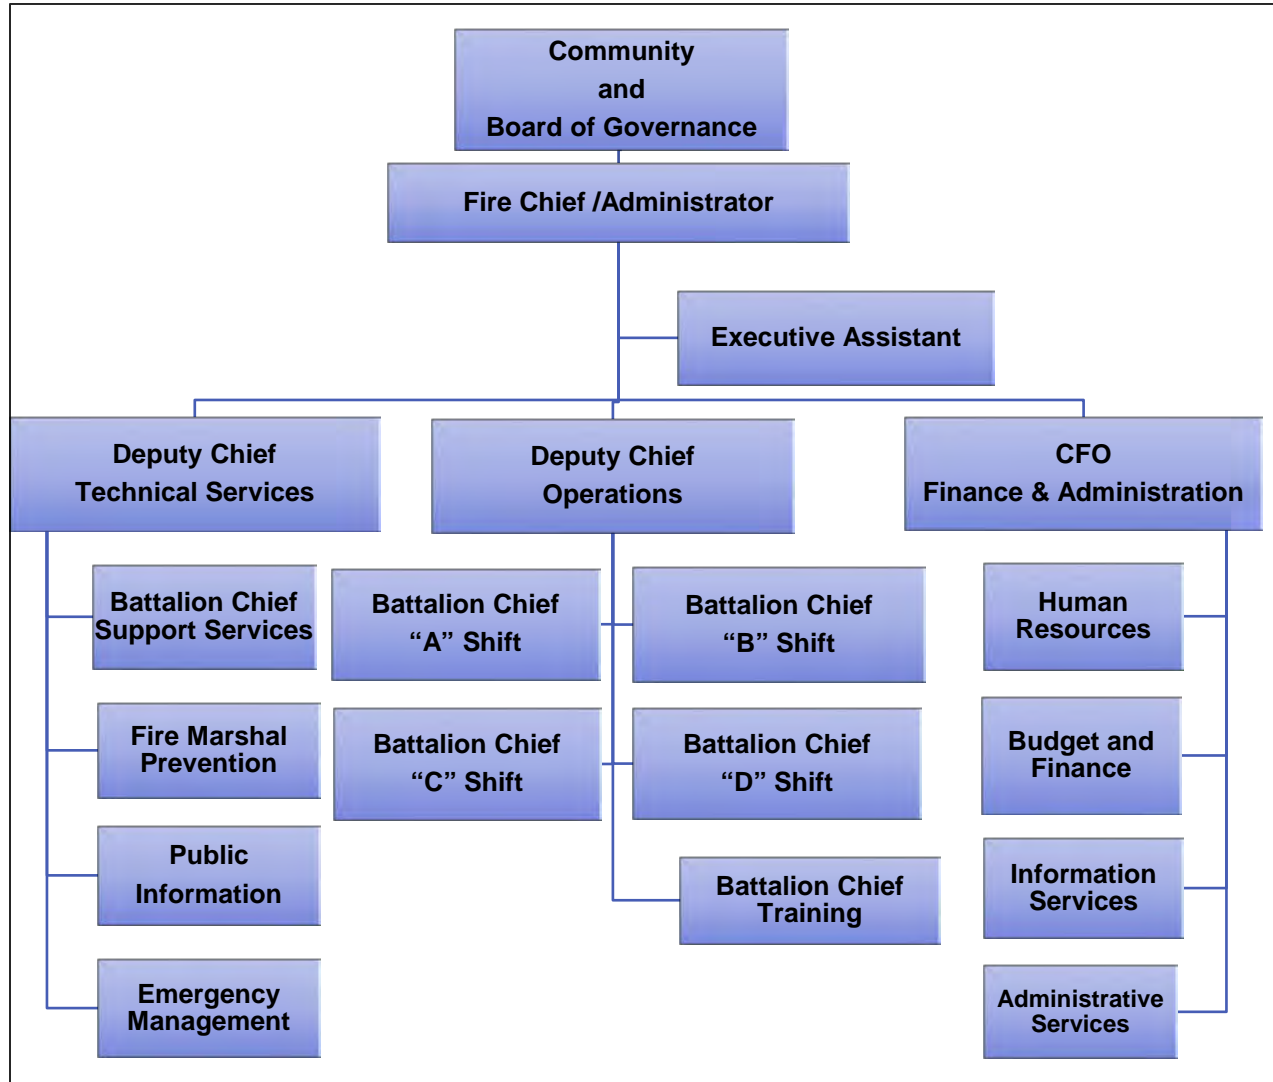 Community
and
Board of Governance
Fire Chief /Administrator
Executive Assistant
Deputy Chief
Technical Services
Deputy Chief
Operations
CFO
Finance & Administration
Battalion Chief
Support Services
Fire Marshal
Prevention
Public
Information
Emergency
Management
Battalion Chief
“A” Shift
Battalion Chief
“B” Shift
Battalion Chief
“C” Shift
Battalion Chief
“D” Shift
Battalion Chief
Training
Human
Resources
Budget and
Finance
Information
Services
Administrative
Services